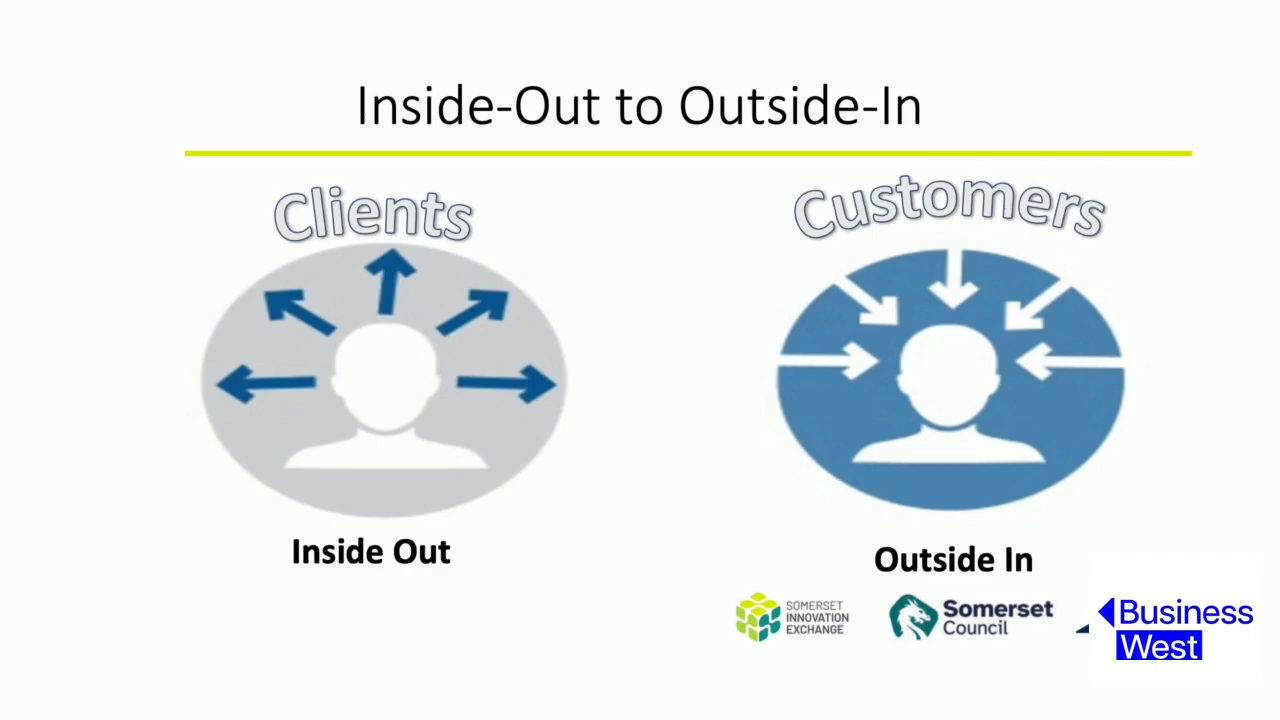 Inside-Out to Outside-In
Clients
Customers
Inside Out
Outside In
SOMERSET
INNOVATION
EXCHANGE
Somerset
Council
Business
West